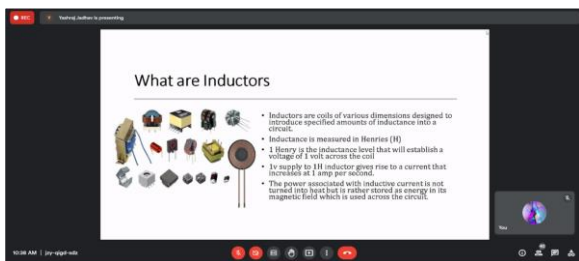 REC
Yashraj Jadhav is presenting
What are Inductors
• Inductors are coils of various dimensions designed to
introduce specified amounts of inductance into a
circuit.
• Inductance is measured in Henries (H)
• 1 Henry is the inductance level that will establish a
voltage of 1 volt across the coil
• 1v supply to 1H inductor gives rise to a current that
increases at 1 amp per second.
• The power associated with inductive current is not
turned into heat but is rather stored as energy in its
magnetic field which is used across the circuit.
You
10:38 AM